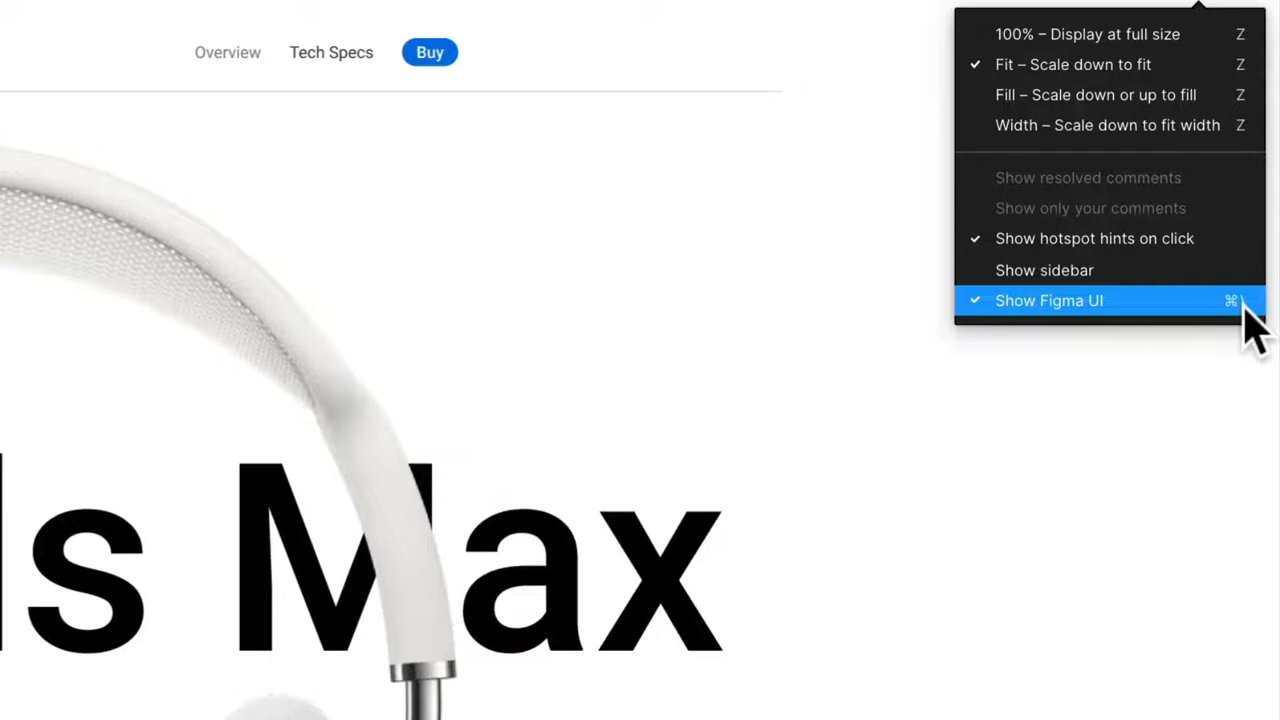 Overview Tech Specs Buy
100% – Display at full size Z
Fit – Scale down to fit Z
Fill – Scale down or up to fill Z
Width – Scale down to fit width Z
Show resolved comments
Show only your comments
Show hotspot hints on click
Show sidebar
Show Figma UI ⌘\
ds Max